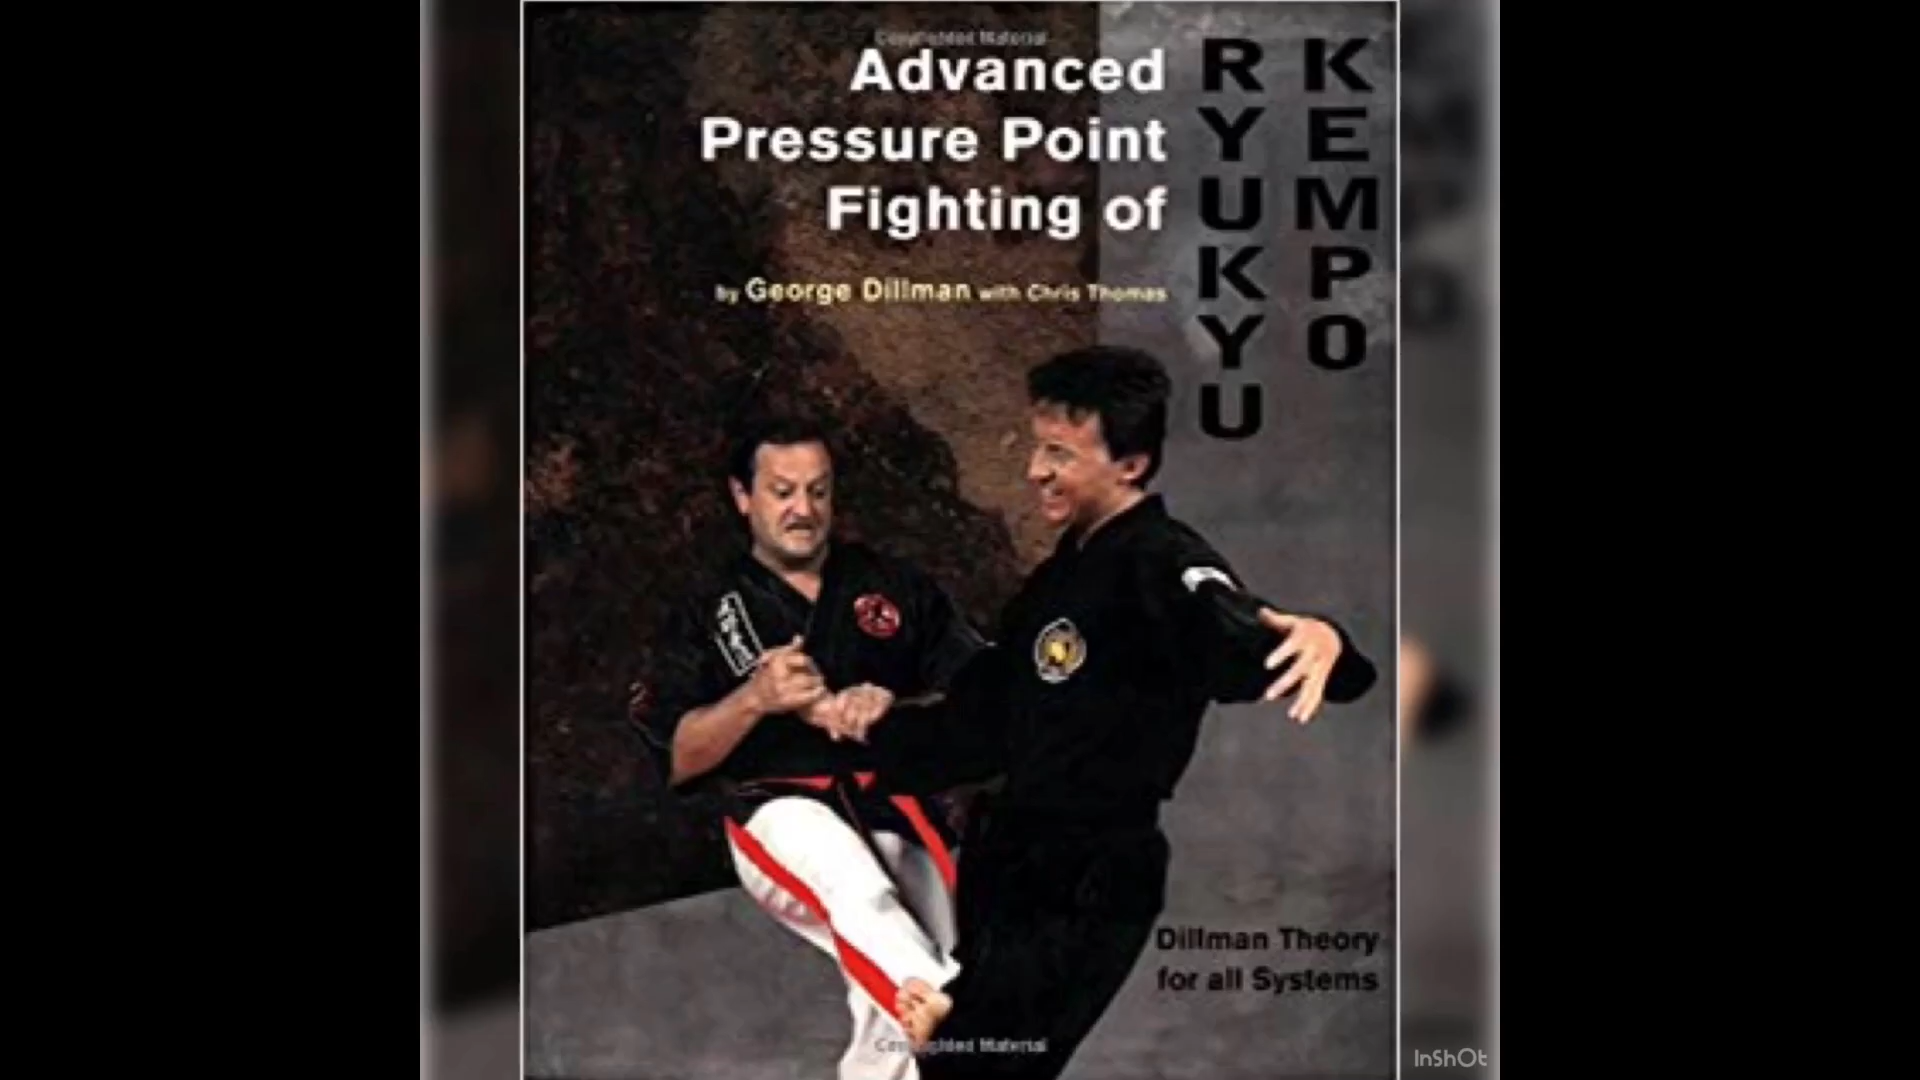 Copyrighted Material
Advanced
Pressure Point
Fighting of
RYUKYU
KEMPO
by George Dillman with Chris Thomas
Dillman Theory
for all Systems
Copyrighted Material
InShOt